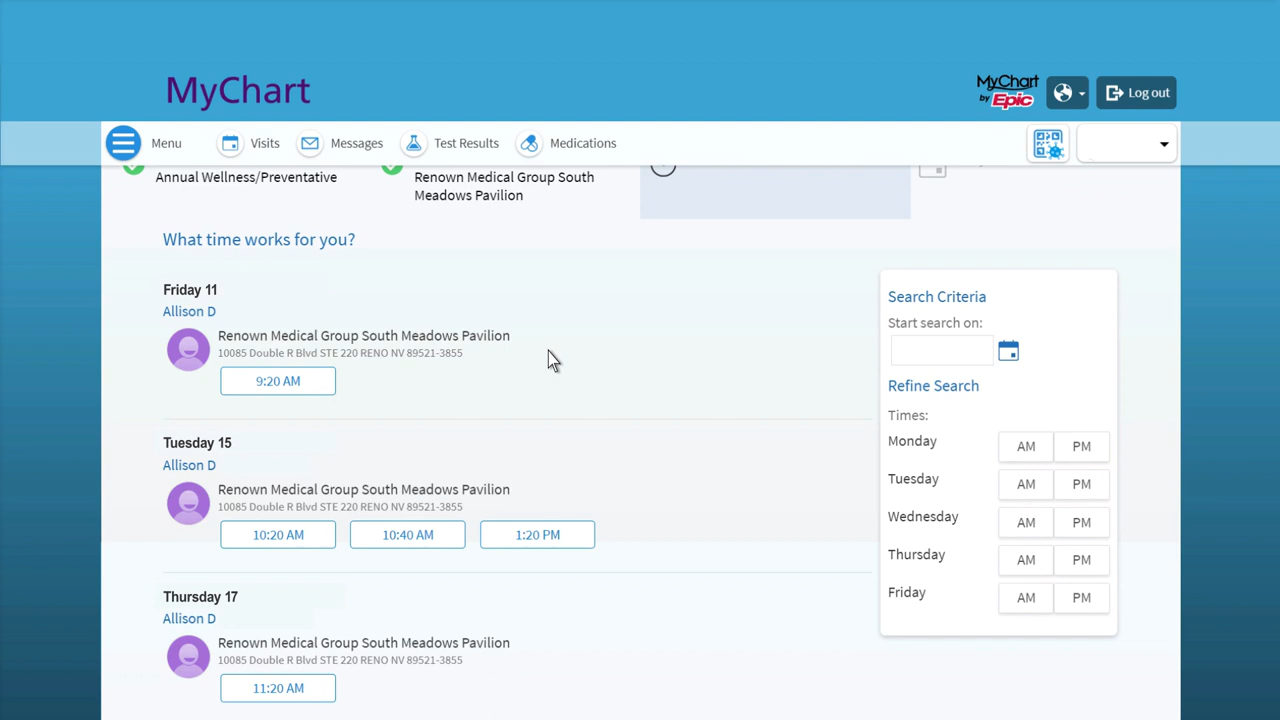 MyChart
MyChart
by Epic
Log out
Menu
Visits
Messages
Test Results
Medications
Annual Wellness/Preventative
Renown Medical Group South
Meadows Pavilion
What time works for you?
Friday 11
Allison D
Renown Medical Group South Meadows Pavilion
10085 Double R Blvd STE 220 RENO NV 89521-3855
9:20 AM
Tuesday 15
Allison D
Renown Medical Group South Meadows Pavilion
10085 Double R Blvd STE 220 RENO NV 89521-3855
10:20 AM
10:40 AM
1:20 PM
Thursday 17
Allison D
Renown Medical Group South Meadows Pavilion
10085 Double R Blvd STE 220 RENO NV 89521-3855
11:20 AM
Search Criteria
Start search on:
Refine Search
Times:
Monday AM PM
Tuesday AM PM
Wednesday AM PM
Thursday AM PM
Friday AM PM